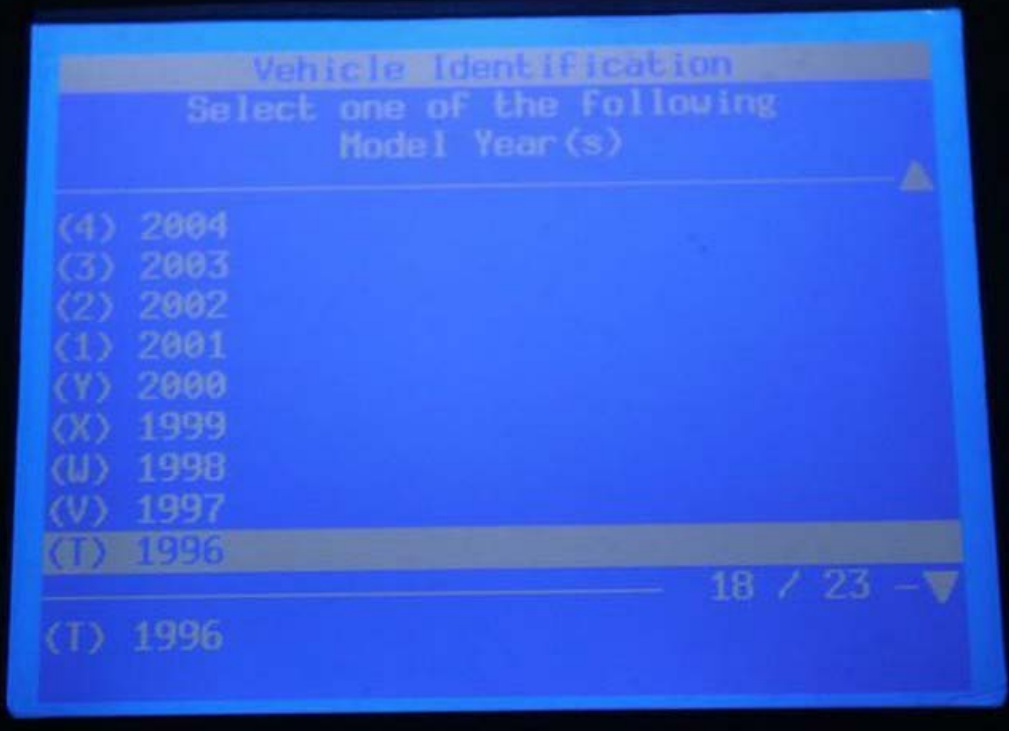 Vehicle Identification
Select one of the following
Model Year(s)
(4) 2004
(3) 2003
(2) 2002
(1) 2001
(Y) 2000
(X) 1999
(W) 1998
(V) 1997
(T) 1996
18 / 23
(T) 1996